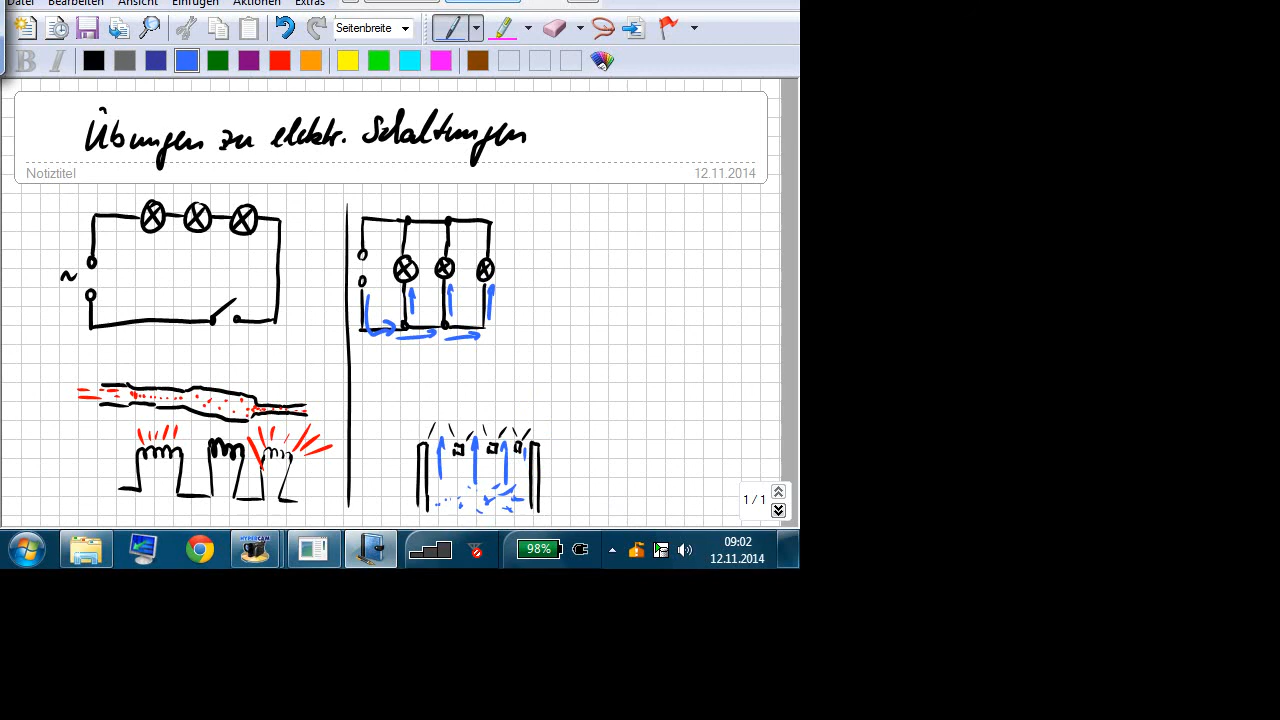 Datei Bearbeiten Ansicht Einfügen Aktionen Extras
Seitenbreite
B I
Übungen zu elektr. Schaltungen
Notiztitel 12.11.2014
~
1 / 1
HYPERCAM
98%
09:02
12.11.2014